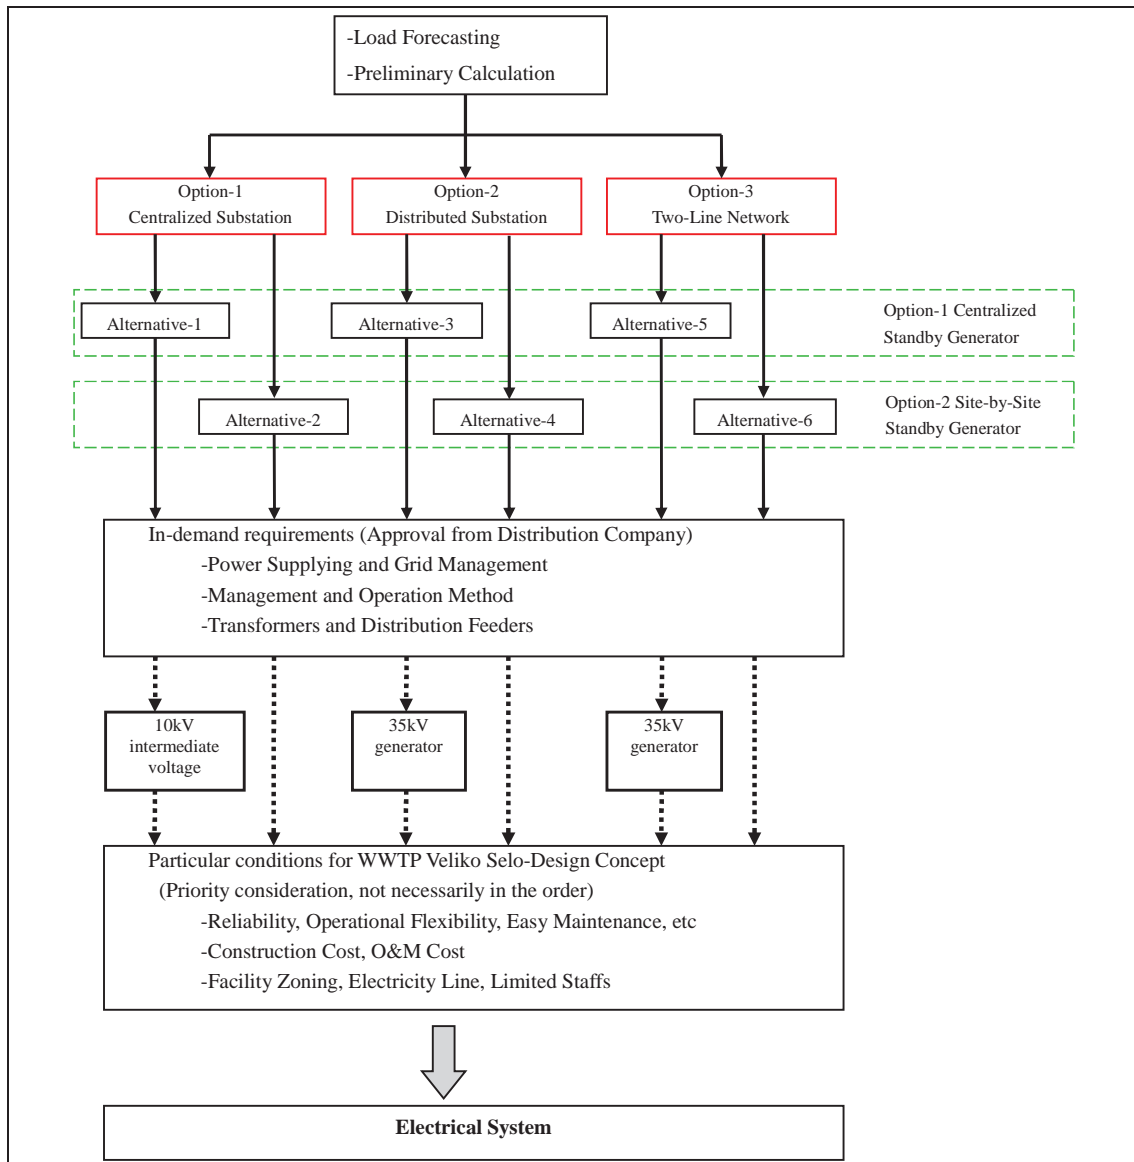 -Load Forecasting
-Preliminary Calculation
Option-1
Centralized Substation
Option-2
Distributed Substation
Option-3
Two-Line Network
Alternative-1
Alternative-3
Alternative-5
Option-1 Centralized
Standby Generator
Alternative-2
Alternative-4
Alternative-6
Option-2 Site-by-Site
Standby Generator
In-demand requirements (Approval from Distribution Company)
-Power Supplying and Grid Management
-Management and Operation Method
-Transformers and Distribution Feeders
10kV
intermediate
voltage
35kV
generator
35kV
generator
Particular conditions for WWTP Veliko Selo-Design Concept
(Priority consideration, not necessarily in the order)
-Reliability, Operational Flexibility, Easy Maintenance, etc
-Construction Cost, O&M Cost
-Facility Zoning, Electricity Line, Limited Staffs
Electrical System